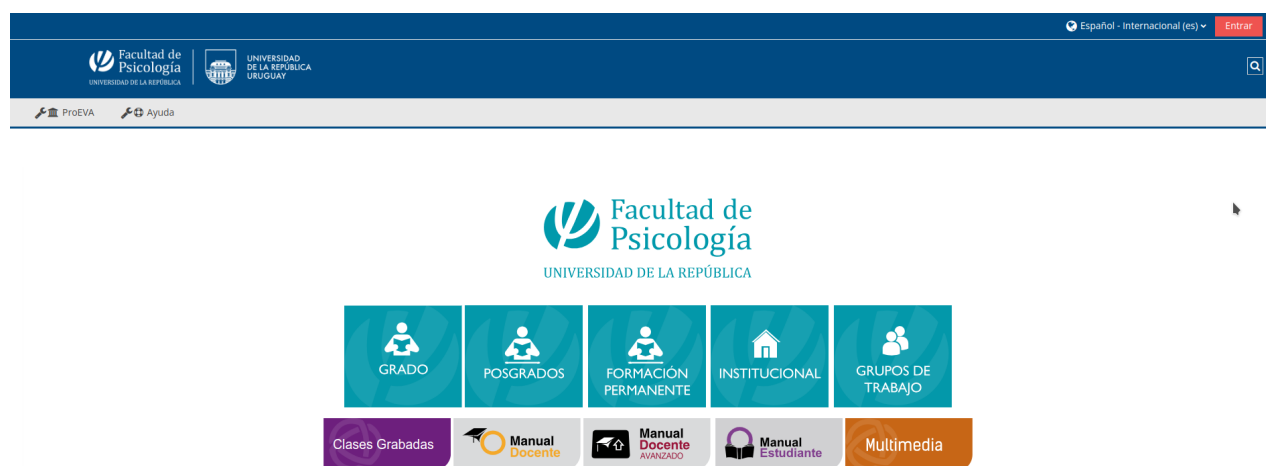 Español - Internacional (es)
Entrar
Facultad de
Psicología
UNIVERSIDAD DE LA REPÚBLICA
UNIVERSIDAD
DE LA REPÚBLICA
URUGUAY
ProEVA
Ayuda
Facultad de
Psicología
UNIVERSIDAD DE LA REPÚBLICA
GRADO
POSGRADOS
FORMACIÓN
PERMANENTE
INSTITUCIONAL
GRUPOS DE
TRABAJO
Clases Grabadas
Manual
Docente
Manual
Docente
AVANZADO
Manual
Estudiante
Multimedia